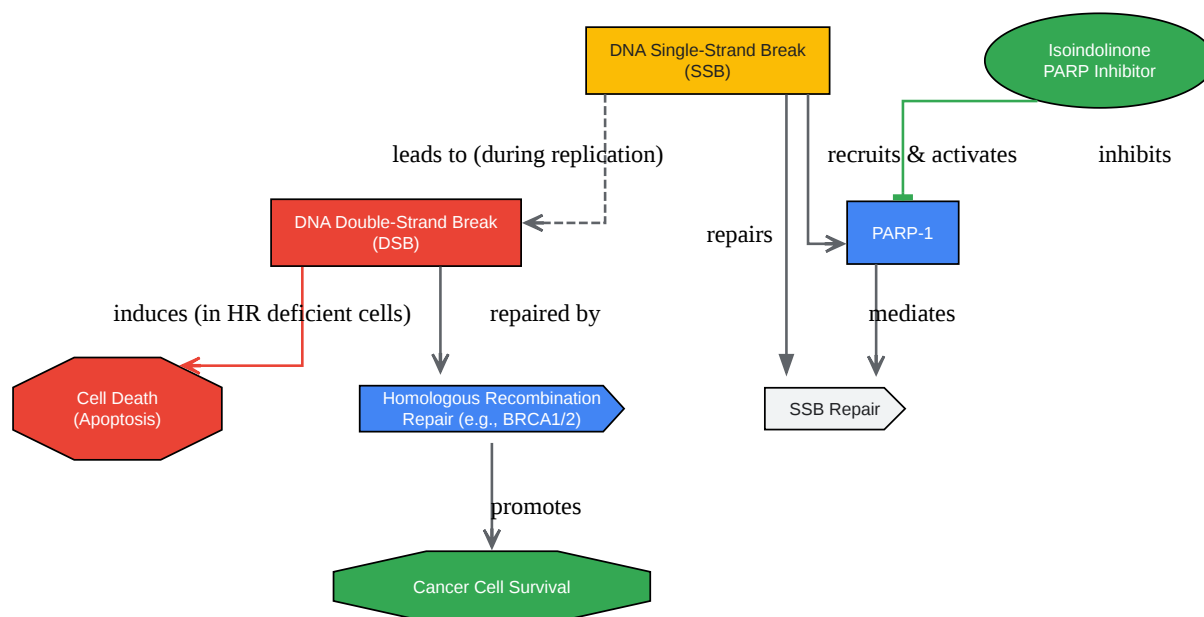 DNA Single-Strand Break
(SSB)
Isoindolinone
PARP Inhibitor
leads to (during replication)
recruits & activates
inhibits
DNA Double-Strand Break
(DSB)
repairs
PARP-1
induces (in HR deficient cells)
repaired by
mediates
Cell Death
(Apoptosis)
Homologous Recombination
Repair (e.g., BRCA1/2)
SSB Repair
promotes
Cancer Cell Survival